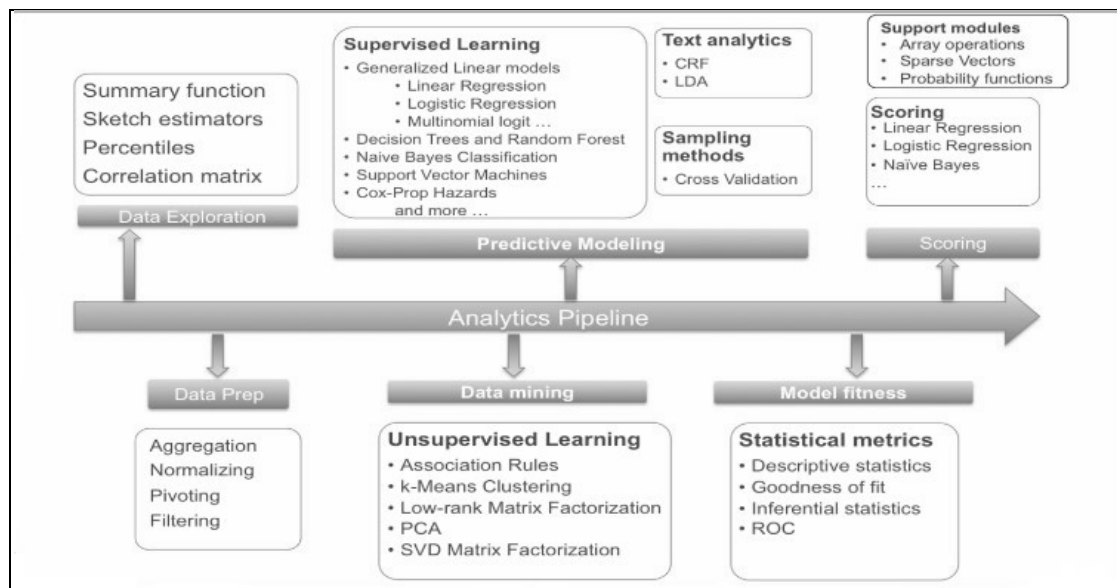 Summary function
Sketch estimators
Percentiles
Correlation matrix
Data Exploration
Supervised Learning
• Generalized Linear models
• Linear Regression
• Logistic Regression
• Multinomial logit ...
• Decision Trees and Random Forest
• Naive Bayes Classification
• Support Vector Machines
• Cox-Prop Hazards
and more ...
Text analytics
• CRF
• LDA
Sampling
methods
• Cross Validation
Predictive Modeling
Support modules
• Array operations
• Sparse Vectors
• Probability functions
Scoring
• Linear Regression
• Logistic Regression
• Naïve Bayes
...
Scoring
Analytics Pipeline
Data Prep
Aggregation
Normalizing
Pivoting
Filtering
Data mining
Unsupervised Learning
• Association Rules
• k-Means Clustering
• Low-rank Matrix Factorization
• PCA
• SVD Matrix Factorization
Model fitness
Statistical metrics
• Descriptive statistics
• Goodness of fit
• Inferential statistics
• ROC